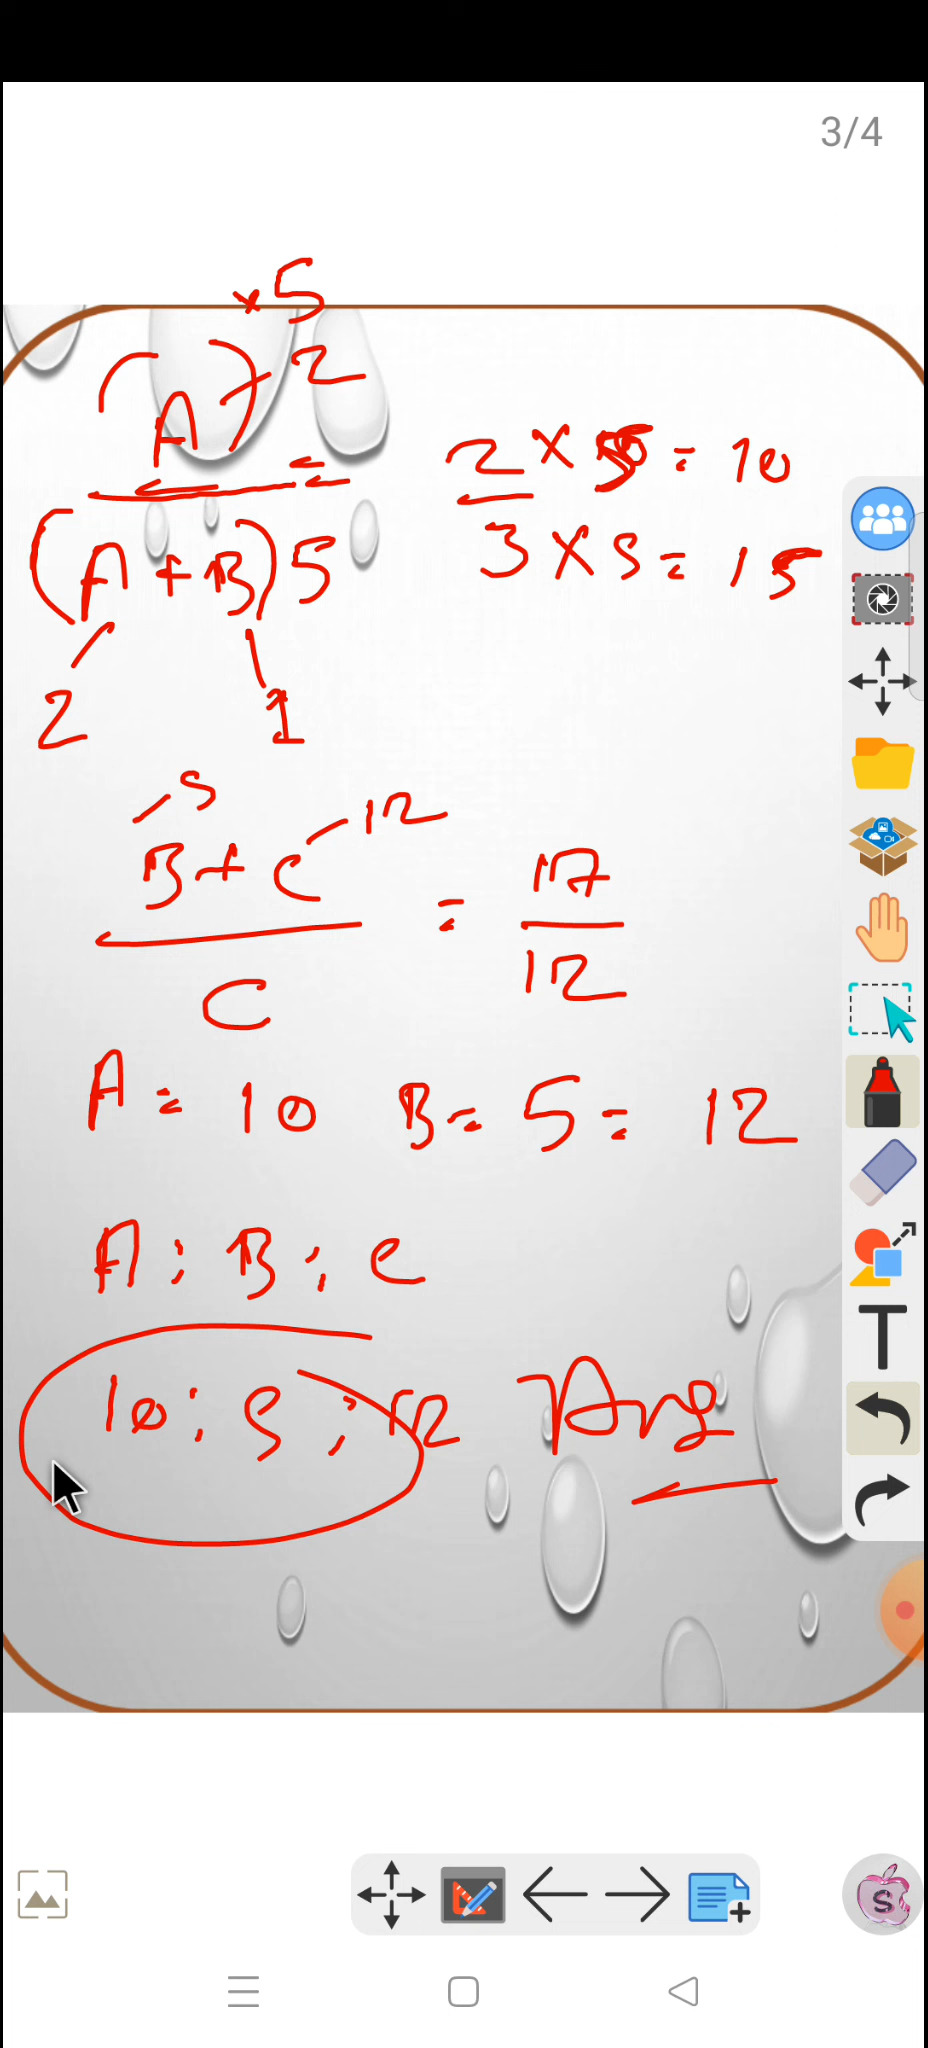 3/4
×5
(A) - 2
2 × 5 = 10
=
(A + B) 5
3 × 5 = 15
2 1
5 12
B + C = 17
C 12
A = 10 B = 5 = 12
A : B : C
10 : 5 : 12 Ans
T
S